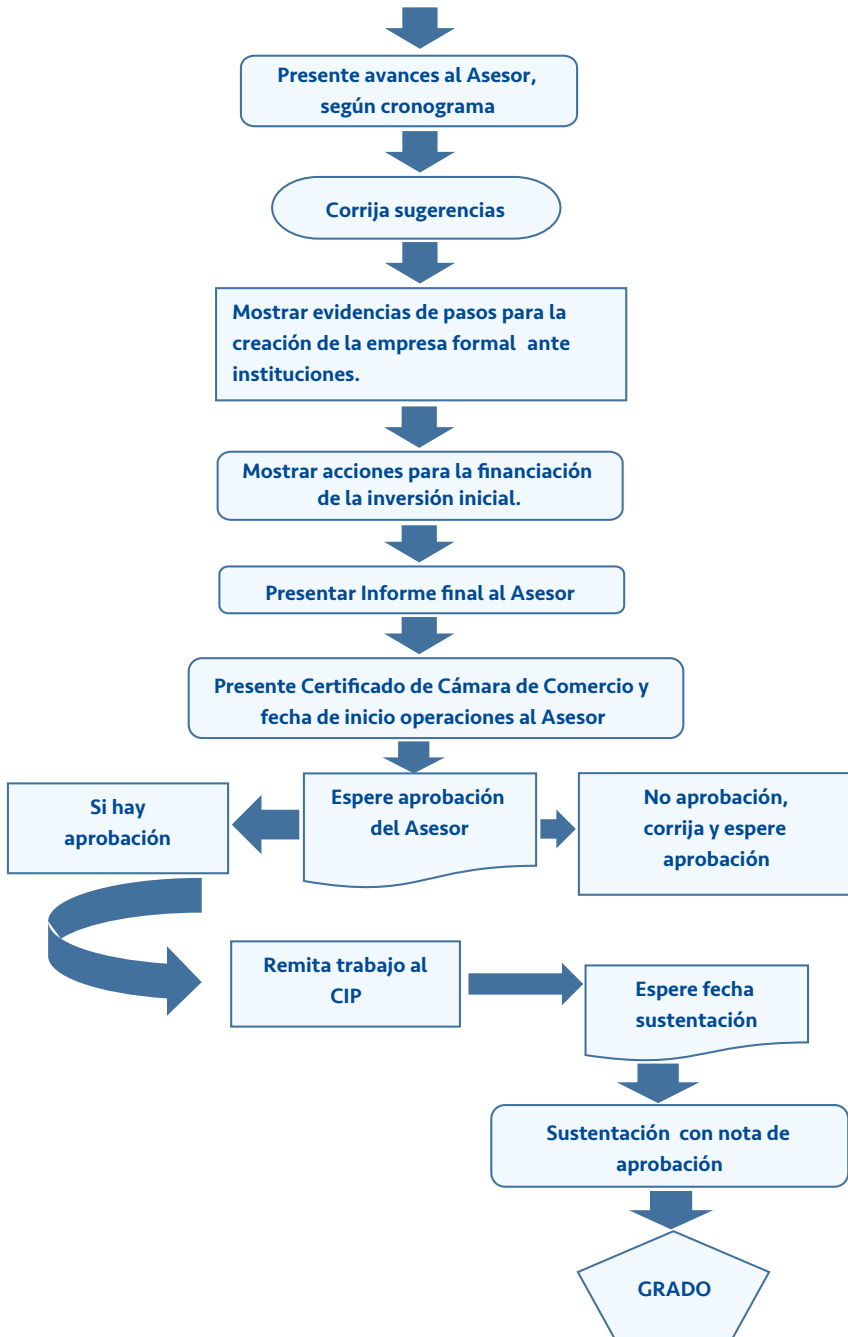 Presente avances al Asesor,
según cronograma
Corrija sugerencias
Mostrar evidencias de pasos para la
creación de la empresa formal ante
instituciones.
Mostrar acciones para la financiación
de la inversión inicial.
Presentar Informe final al Asesor
Presente Certificado de Cámara de Comercio y
fecha de inicio operaciones al Asesor
Si hay
aprobación
Espere aprobación
del Asesor
No aprobación,
corrija y espere
aprobación
Remita trabajo al
CIP
Espere fecha
sustentación
Sustentación con nota de
aprobación
GRADO